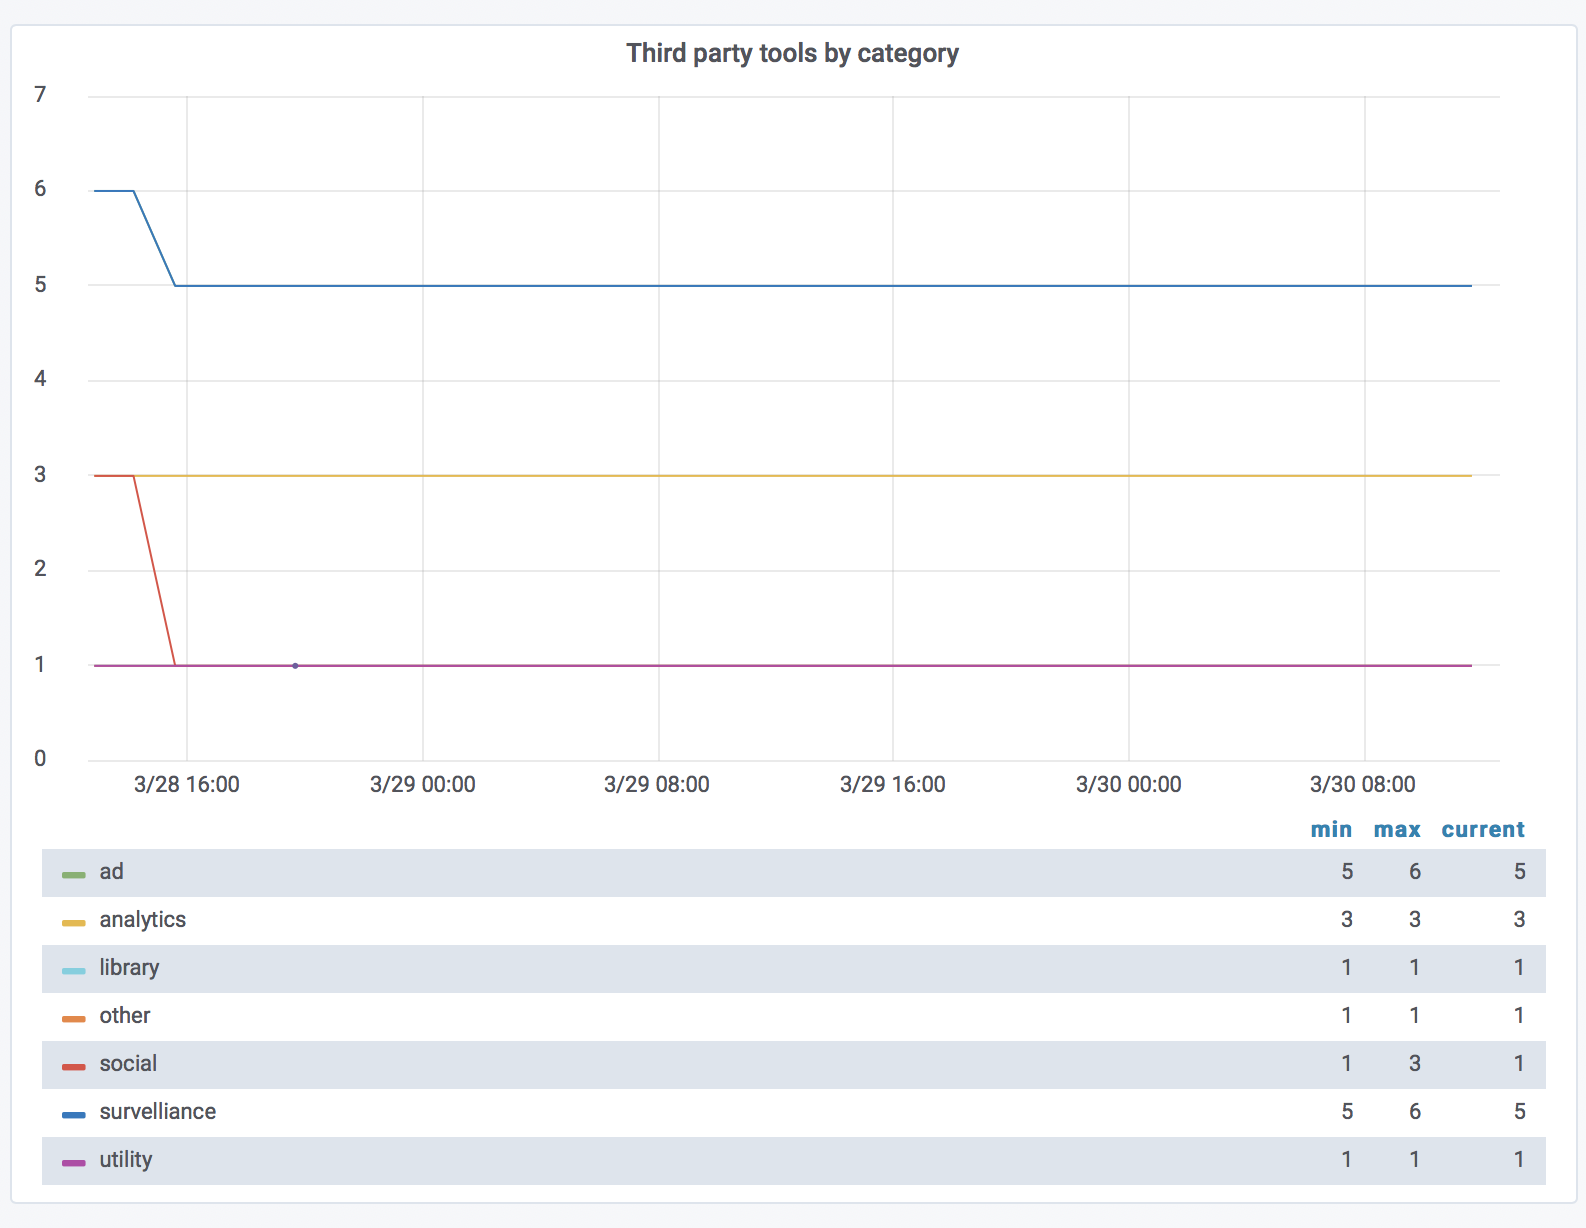 Third party tools by category
7
6
5
4
3
2
1
0
3/28 16:00 3/29 00:00 3/29 08:00 3/29 16:00 3/30 00:00 3/30 08:00
min max current
ad 5 6 5
analytics 3 3 3
library 1 1 1
other 1 1 1
social 1 3 1
survelliance 5 6 5
utility 1 1 1